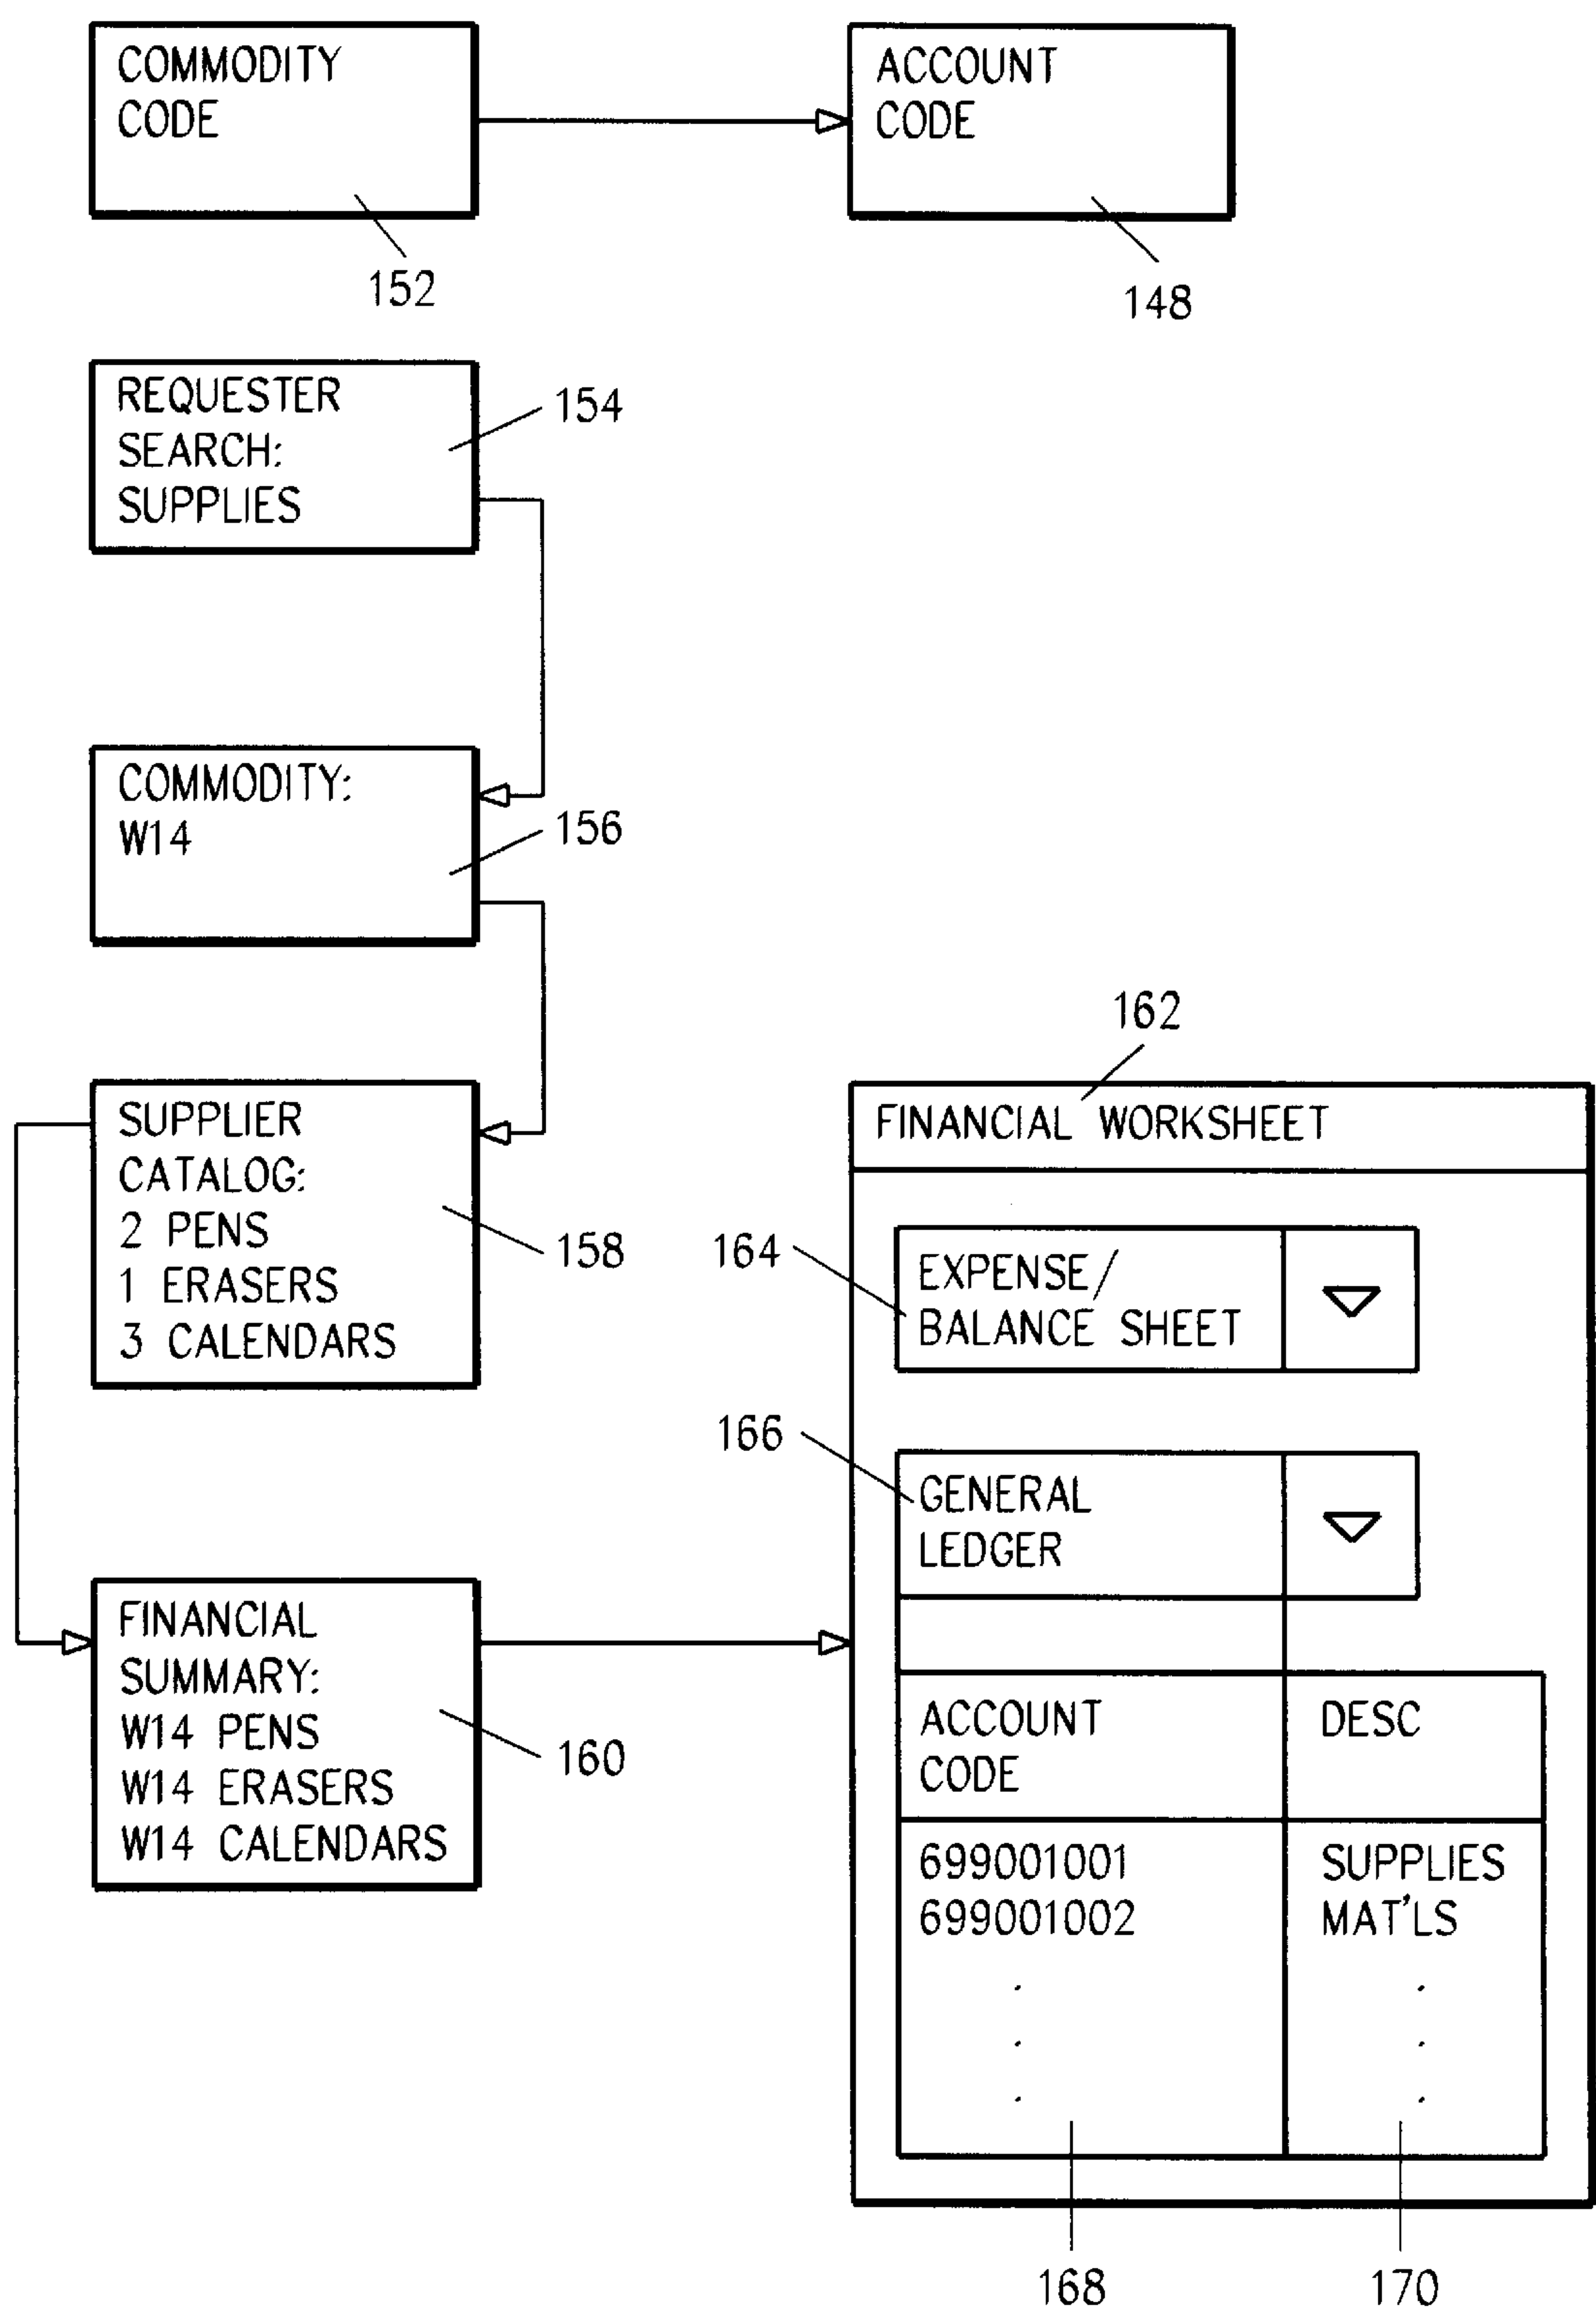 COMMODITY
CODE
152
ACCOUNT
CODE
148
REQUESTER
SEARCH:
SUPPLIES
154
COMMODITY:
W14
156
SUPPLIER
CATALOG:
2 PENS
1 ERASERS
3 CALENDARS
158
FINANCIAL
SUMMARY:
W14 PENS
W14 ERASERS
W14 CALENDARS
160
162
FINANCIAL WORKSHEET
164
EXPENSE/
BALANCE SHEET
166
GENERAL
LEDGER
ACCOUNT
CODE
DESC
699001001 SUPPLIES
699001002 MAT'LS
168
170